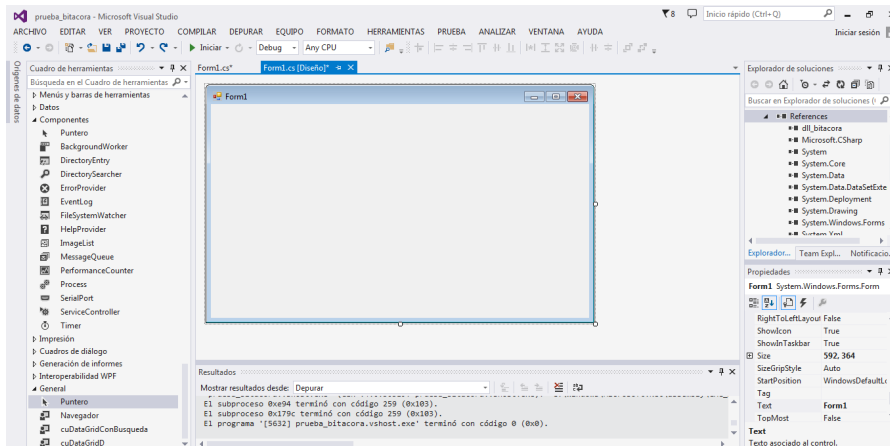 prueba_bitacora - Microsoft Visual Studio
8
Inicio rápido (Ctrl+Q)
ARCHIVO EDITAR VER PROYECTO COMPILAR DEPURAR EQUIPO FORMATO HERRAMIENTAS PRUEBA ANALIZAR VENTANA AYUDA
Iniciar sesión
Iniciar Debug Any CPU
Orígenes de datos
Cuadro de herramientas
Búsqueda en el Cuadro de herramientas
Menús y barras de herramientas
Datos
Componentes
Puntero
BackgroundWorker
DirectoryEntry
DirectorySearcher
ErrorProvider
EventLog
FileSystemWatcher
HelpProvider
ImageList
MessageQueue
PerformanceCounter
Process
SerialPort
ServiceController
Timer
Impresión
Cuadros de diálogo
Generación de informes
Interoperabilidad WPF
General
Puntero
Navegador
cuDataGridConBusqueda
cuDataGridD
Form1.cs*
Form1.cs [Diseño]*
Form1
Resultados
Mostrar resultados desde: Depurar
El subproceso 0xe94 terminó con código 259 (0x103).
El subproceso 0x179c terminó con código 259 (0x103).
El programa '[5632] prueba_bitacora.vshost.exe' terminó con código 0 (0x0).
Explorador de soluciones
Buscar en Explorador de soluciones (
References
dll_bitacora
Microsoft.CSharp
System
System.Core
System.Data
System.Data.DataSetExte
System.Deployment
System.Drawing
System.Windows.Forms
System.Xml
Explorador... Team Expl... Notificacio...
Propiedades
Form1 System.Windows.Forms.Form
RightToLeftLayout False
ShowIcon True
ShowInTaskbar True
Size 592, 364
SizeGripStyle Auto
StartPosition WindowsDefaultLo
Tag
Text Form1
TopMost False
Text
Texto asociado al control.